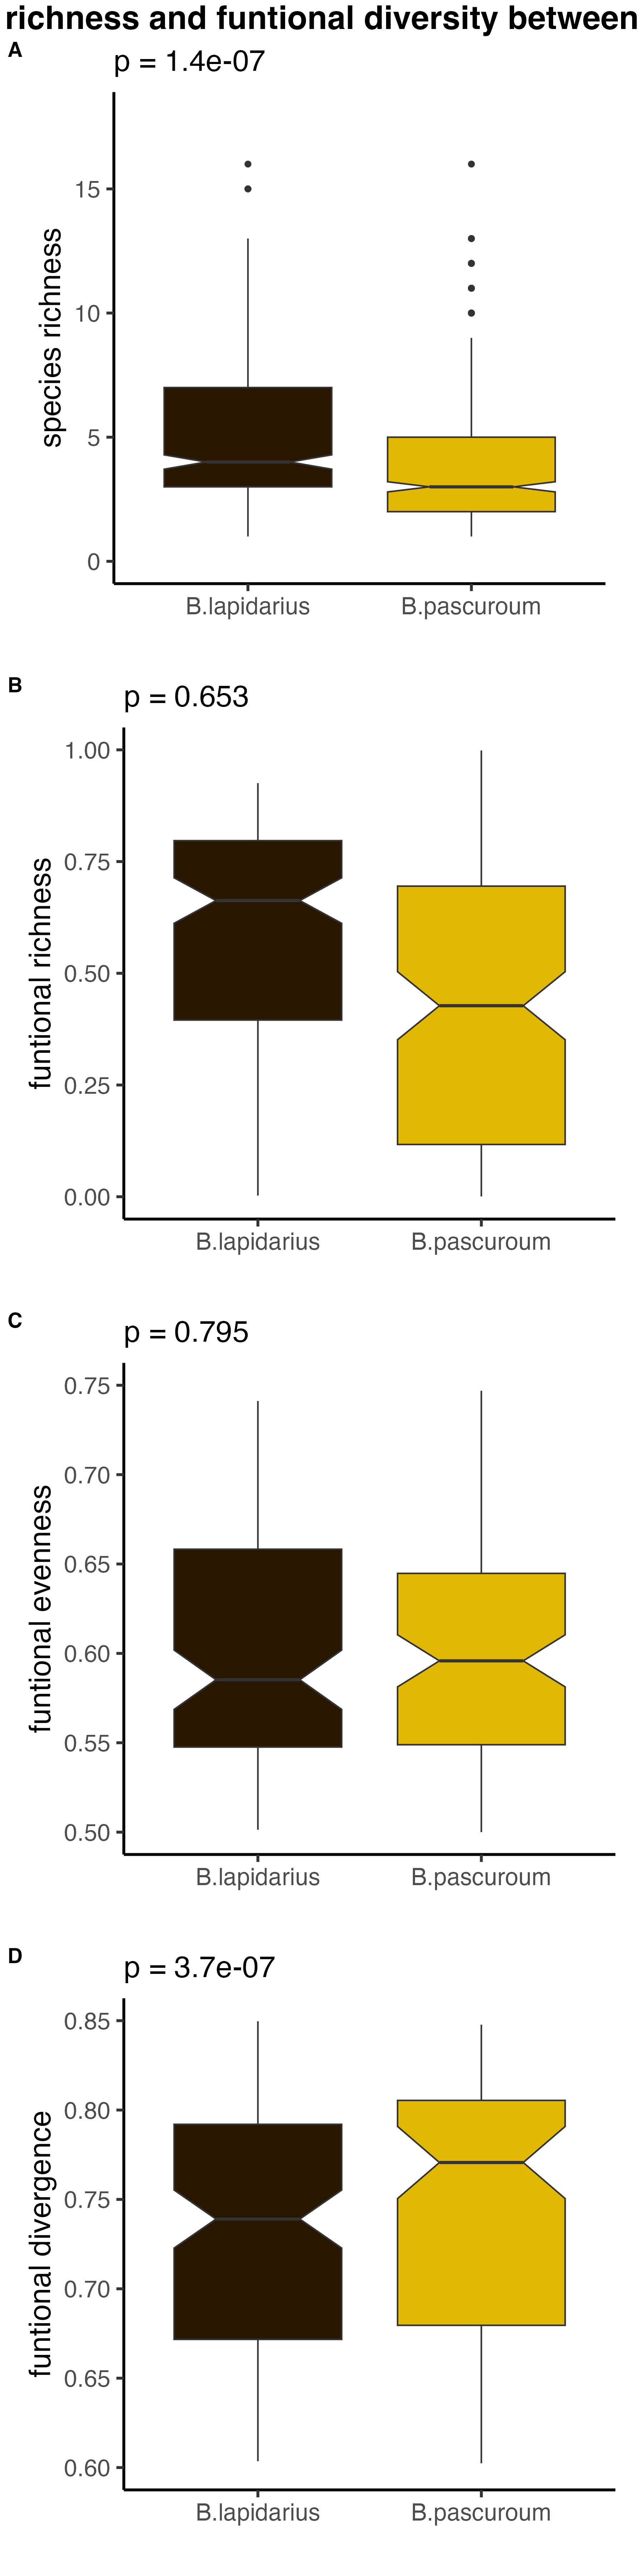 richness and funtional diversity between
A
p = 1.4e-07
species richness
15
10
5
0
B.lapidarius B.pascuroum
B
p = 0.653
funtional richness
1.00
0.75
0.50
0.25
0.00
B.lapidarius B.pascuroum
C
p = 0.795
funtional evenness
0.75
0.70
0.65
0.60
0.55
0.50
B.lapidarius B.pascuroum
D
p = 3.7e-07
funtional divergence
0.85
0.80
0.75
0.70
0.65
0.60
B.lapidarius B.pascuroum